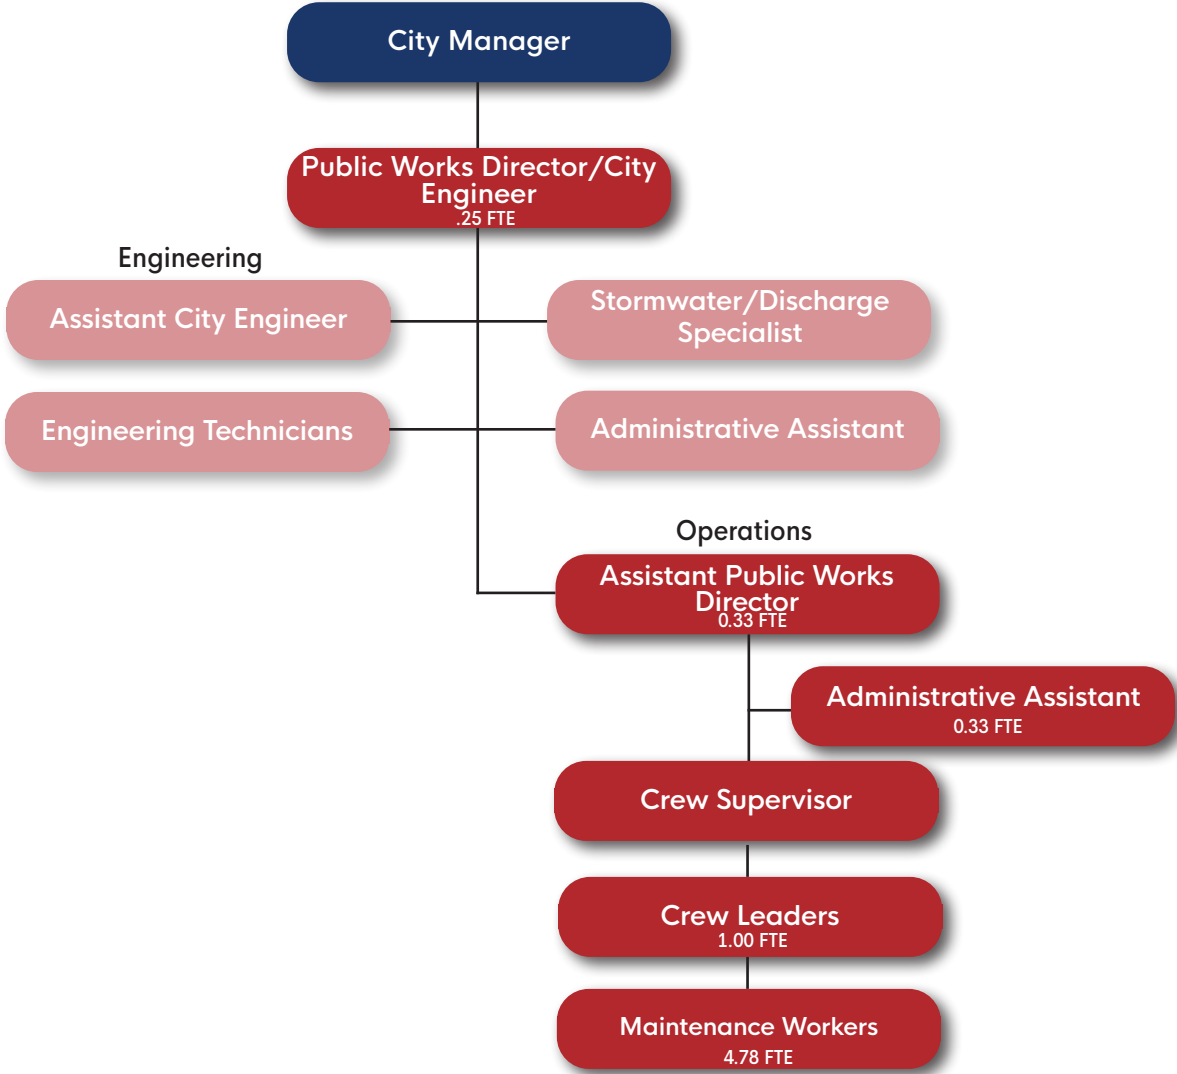 City Manager
Public Works Director/City
Engineer
.25 FTE
Engineering
Assistant City Engineer
Stormwater/Discharge
Specialist
Engineering Technicians
Administrative Assistant
Operations
Assistant Public Works
Director
0.33 FTE
Administrative Assistant
0.33 FTE
Crew Supervisor
Crew Leaders
1.00 FTE
Maintenance Workers
4.78 FTE